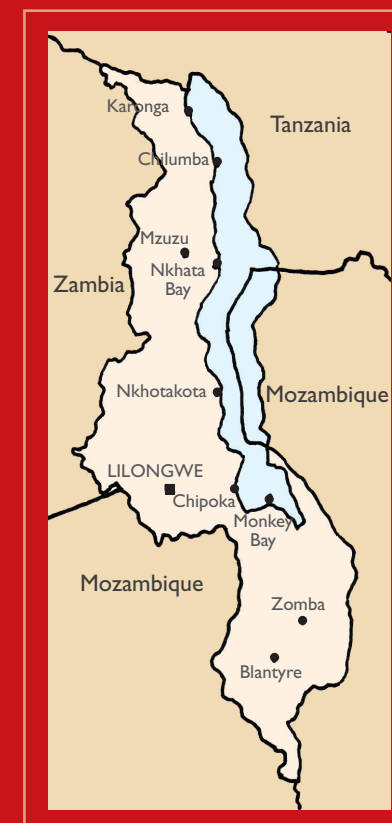 Karonga
Tanzania
Chilumba
Mzuzu
Nkhata
Bay
Zambia
Nkhotakota
Mozambique
LILONGWE
Chipoka
Monkey
Bay
Mozambique
Zomba
Blantyre